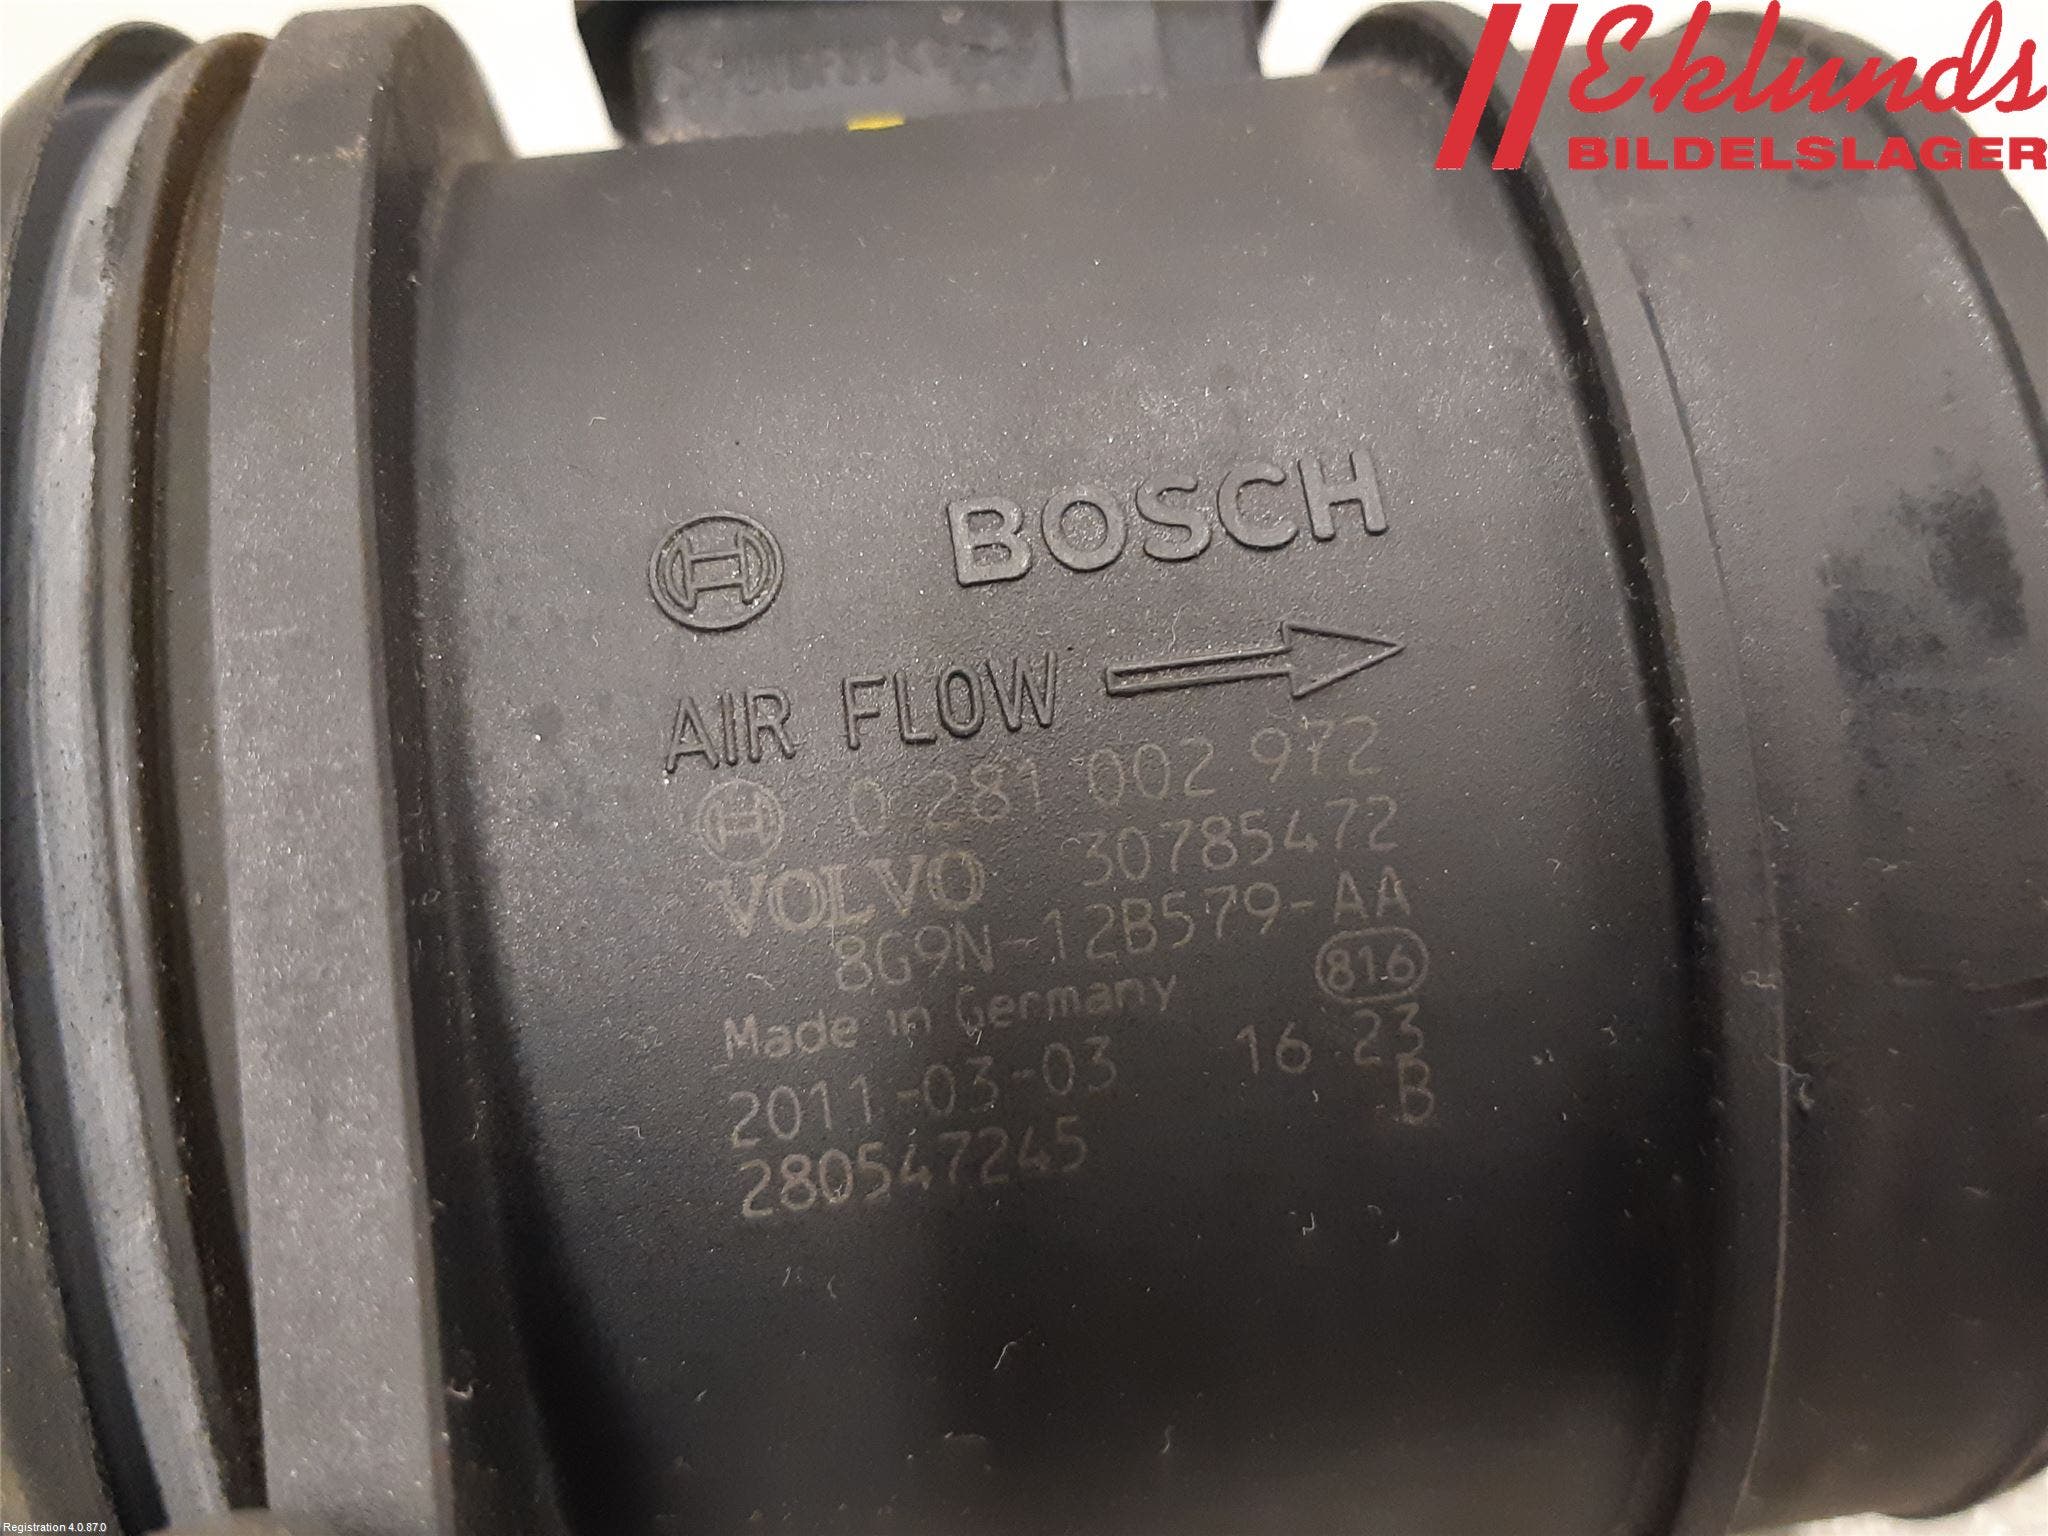 Eklunds
BILDELSLAGER
BOSCH
AIR FLOW
0 281 002 972
VOLVO 30785472
8G9N-12B579-AA
Made in Germany 816
2011-03-03 16 23
B
280547245
Registration 4.0.87.0